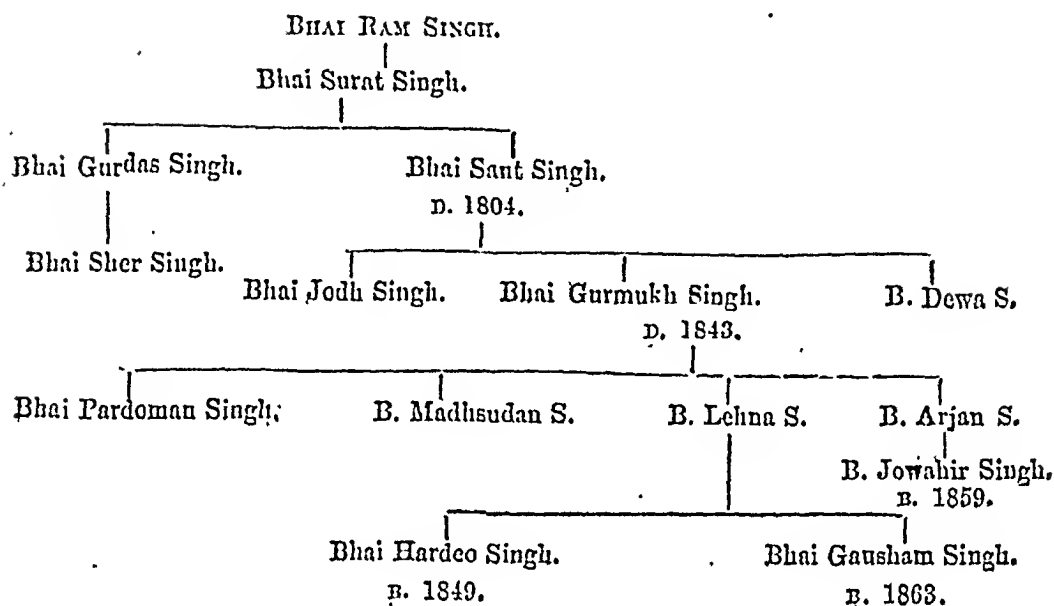 BHAI RAM SINGH.
Bhai Surat Singh.
Bhai Gurdas Singh. Bhai Sant Singh.
D. 1804.
Bhai Sher Singh.
Bhai Jodh Singh. Bhai Gurmukh Singh. B. Dewa S.
D. 1843.
Bhai Pardoman Singh. B. Madhsudan S. B. Lehna S. B. Arjan S.
B. Jowahir Singh.
B. 1859.
Bhai Hardeo Singh. Bhai Gansham Singh.
B. 1849. B. 1863.